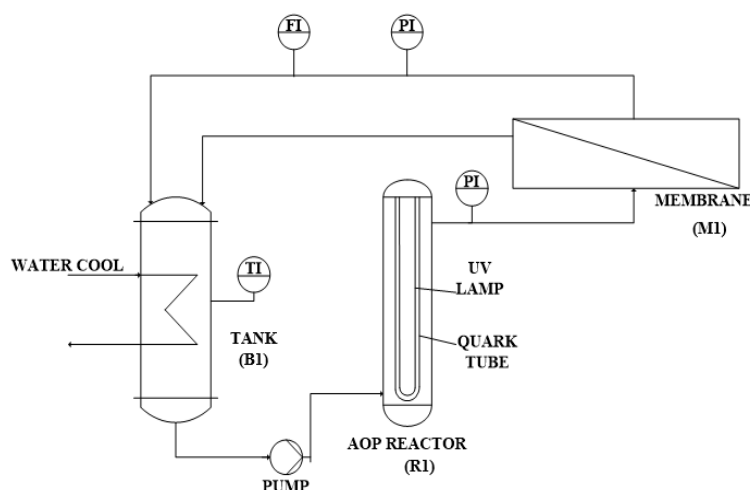 FI
PI
PI
MEMBRANE
(M1)
WATER COOL
TI
UV
LAMP
TANK
(B1)
QUARK
TUBE
AOP REACTOR
(R1)
PUMP